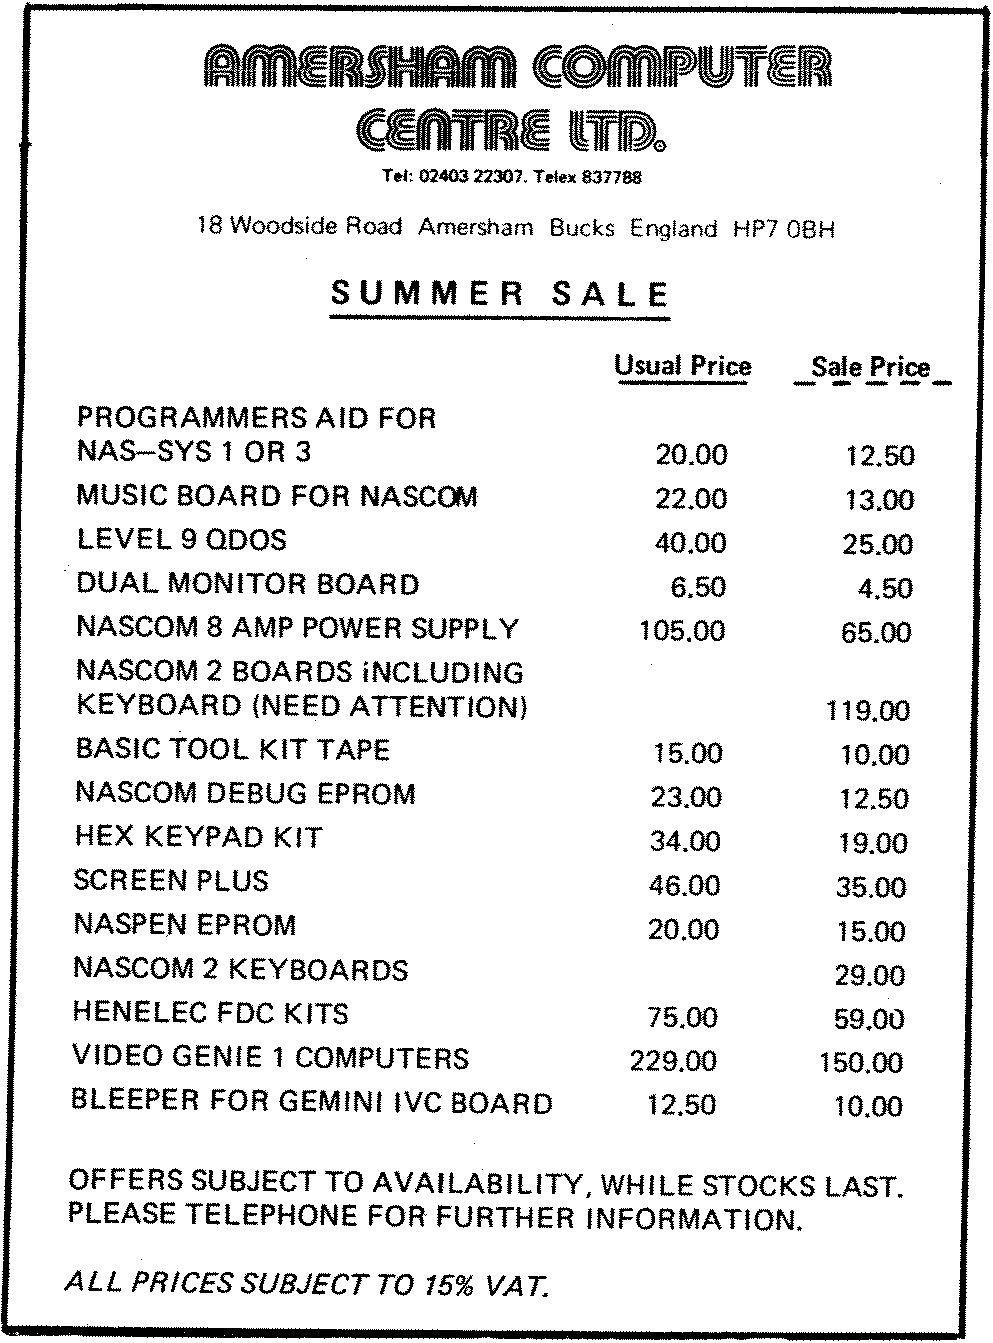 AMERSHAM COMPUTER
CENTRE LTD.
Tel: 02403 22307. Telex 837788
18 Woodside Road Amersham Bucks England HP7 0BH
SUMMER SALE
Usual Price Sale Price
PROGRAMMERS AID FOR
NAS–SYS 1 OR 3 20.00 12.50
MUSIC BOARD FOR NASCOM 22.00 13.00
LEVEL 9 QDOS 40.00 25.00
DUAL MONITOR BOARD 6.50 4.50
NASCOM 8 AMP POWER SUPPLY 105.00 65.00
NASCOM 2 BOARDS iNCLUDING
KEYBOARD (NEED ATTENTION) 119.00
BASIC TOOL KIT TAPE 15.00 10.00
NASCOM DEBUG EPROM 23.00 12.50
HEX KEYPAD KIT 34.00 19.00
SCREEN PLUS 46.00 35.00
NASPEN EPROM 20.00 15.00
NASCOM 2 KEYBOARDS 29.00
HENELEC FDC KITS 75.00 59.00
VIDEO GENIE 1 COMPUTERS 229.00 150.00
BLEEPER FOR GEMINI IVC BOARD 12.50 10.00
OFFERS SUBJECT TO AVAILABILITY, WHILE STOCKS LAST.
PLEASE TELEPHONE FOR FURTHER INFORMATION.
ALL PRICES SUBJECT TO 15% VAT.